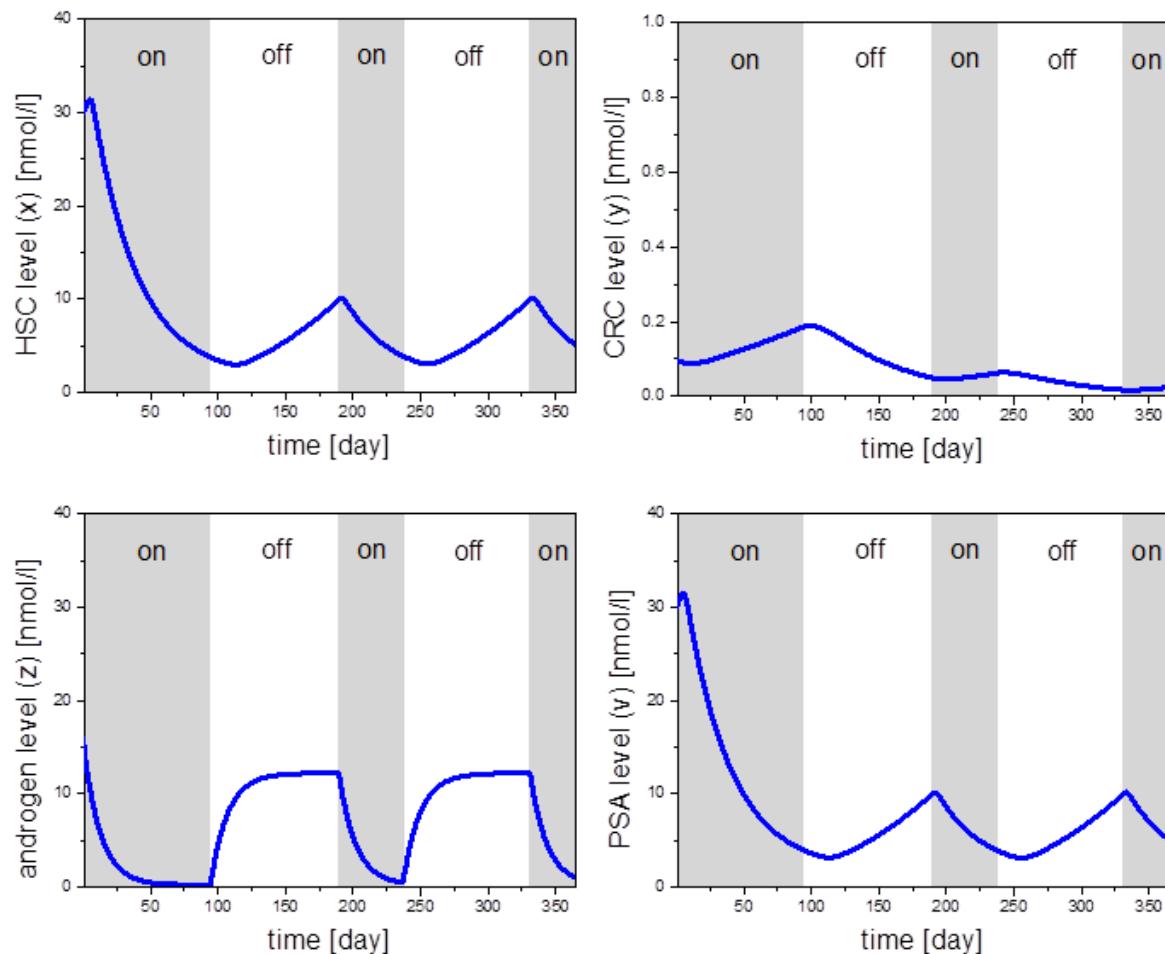 HSC level (x) [nmol/l]
40
30
20
10
0
on off on off on
50 100 150 200 250 300 350
time [day]
CRC level (y) [nmol/l]
1.0
0.8
0.6
0.4
0.2
0.0
on off on off on
50 100 150 200 250 300 350
time [day]
androgen level (z) [nmol/l]
40
30
20
10
0
on off on off on
50 100 150 200 250 300 350
time [day]
PSA level (v) [nmol/l]
40
30
20
10
0
on off on off on
50 100 150 200 250 300 350
time [day]